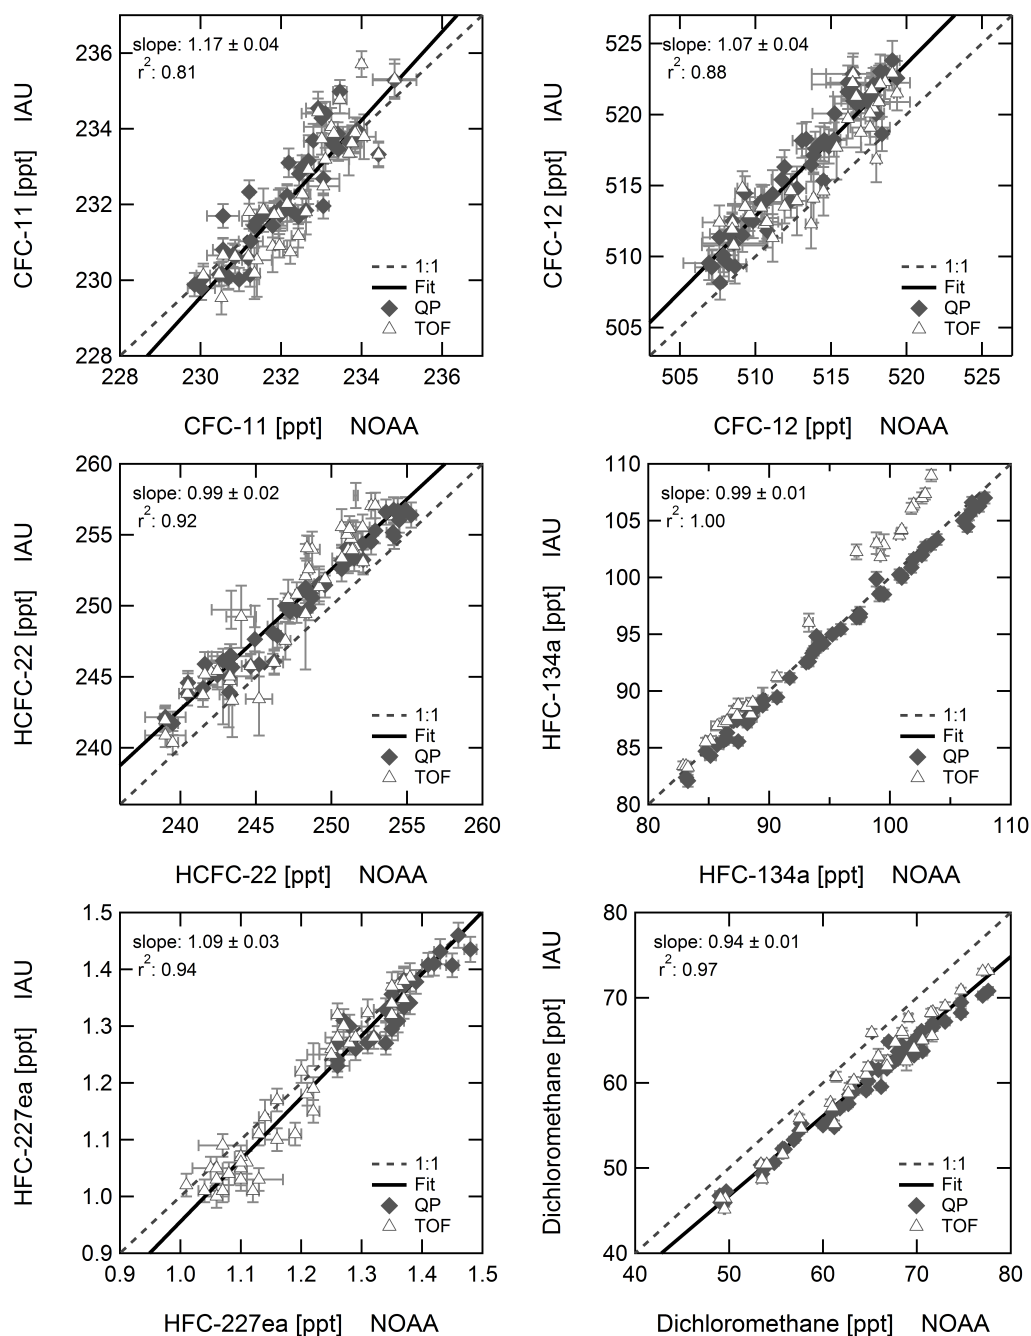 236
234
232
230
228
CFC-11 [ppt] IAU
slope: 1.17 ± 0.04
r2: 0.81
1:1
Fit
QP
TOF
228 230 232 234 236
CFC-11 [ppt] NOAA
525
520
515
510
505
CFC-12 [ppt] IAU
slope: 1.07 ± 0.04
r2: 0.88
1:1
Fit
QP
TOF
505 510 515 520 525
CFC-12 [ppt] NOAA
260
255
250
245
240
HCFC-22 [ppt] IAU
slope: 0.99 ± 0.02
r2: 0.92
1:1
Fit
QP
TOF
240 245 250 255 260
HCFC-22 [ppt] NOAA
110
105
100
95
90
85
80
HFC-134a [ppt] IAU
slope: 0.99 ± 0.01
r2: 1.00
1:1
Fit
QP
TOF
80 90 100 110
HFC-134a [ppt] NOAA
1.5
1.4
1.3
1.2
1.1
1.0
0.9
HFC-227ea [ppt] IAU
slope: 1.09 ± 0.03
r2: 0.94
1:1
Fit
QP
TOF
0.9 1.0 1.1 1.2 1.3 1.4 1.5
HFC-227ea [ppt] NOAA
80
70
60
50
40
Dichloromethane [ppt] IAU
slope: 0.94 ± 0.01
r2: 0.97
1:1
Fit
QP
TOF
40 50 60 70 80
Dichloromethane [ppt] NOAA